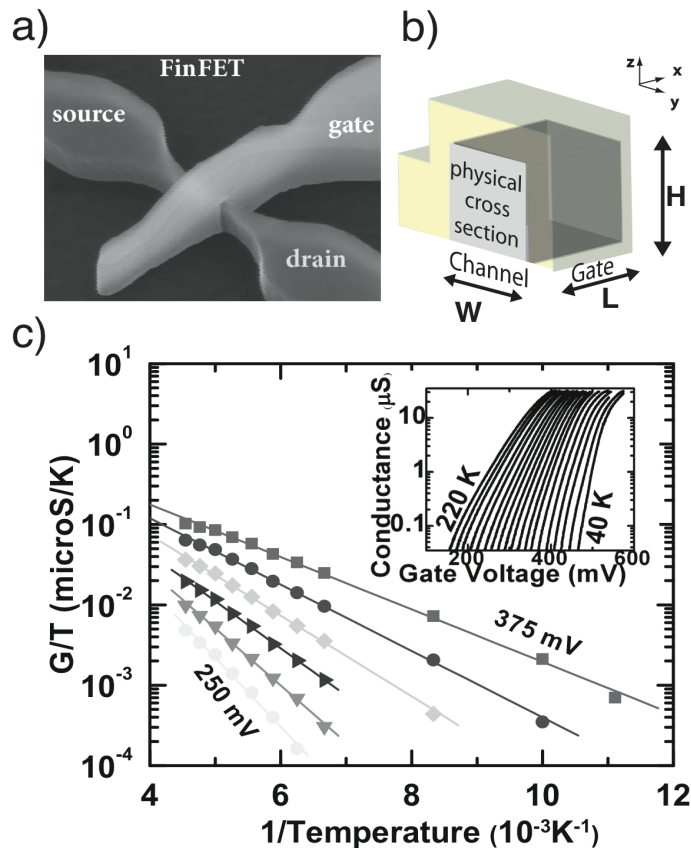 a)
FinFET
source
gate
drain
b)
z
x
y
physical
cross
section
Channel
Gate
H
W
L
c)
G/T (microS/K)
10¹
10⁰
10⁻¹
10⁻²
10⁻³
10⁻⁴
4 6 8 10 12
1/Temperature (10⁻³K⁻¹)
375 mV
250 mV
Conductance (µS)
10
1
0.1
220 K
40 K
200 400 600
Gate Voltage (mV)